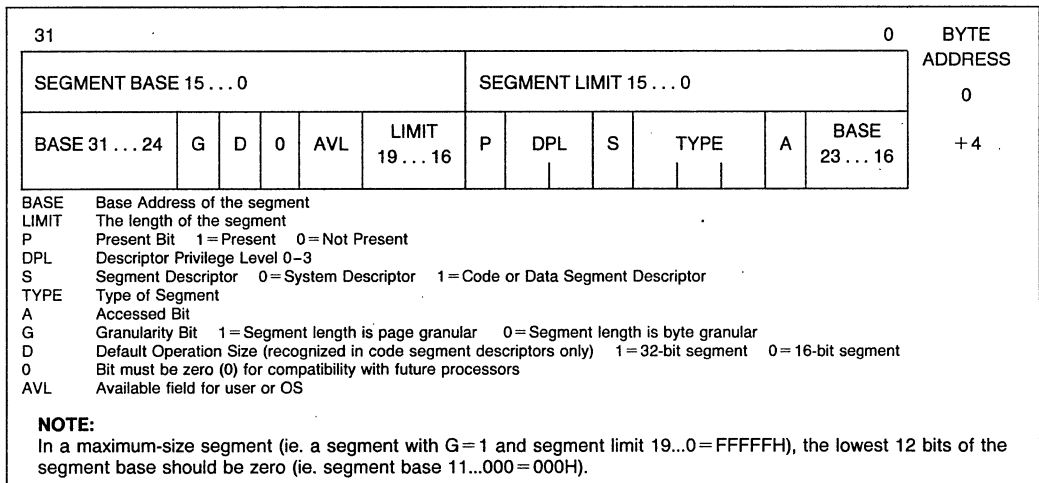 31 0 BYTE
ADDRESS
SEGMENT BASE 15 . . . 0 SEGMENT LIMIT 15 . . . 0 0
BASE 31 . . . 24 G D 0 AVL LIMIT 19 . . . 16 P DPL S TYPE A BASE 23 . . . 16 +4
BASE Base Address of the segment
LIMIT The length of the segment
P Present Bit 1=Present 0=Not Present
DPL Descriptor Privilege Level 0–3
S Segment Descriptor 0=System Descriptor 1=Code or Data Segment Descriptor
TYPE Type of Segment
A Accessed Bit
G Granularity Bit 1=Segment length is page granular 0=Segment length is byte granular
D Default Operation Size (recognized in code segment descriptors only) 1=32-bit segment 0=16-bit segment
0 Bit must be zero (0) for compatibility with future processors
AVL Available field for user or OS
NOTE:
In a maximum-size segment (ie. a segment with G=1 and segment limit 19...0=FFFFFH), the lowest 12 bits of the
segment base should be zero (ie. segment base 11...000=000H).